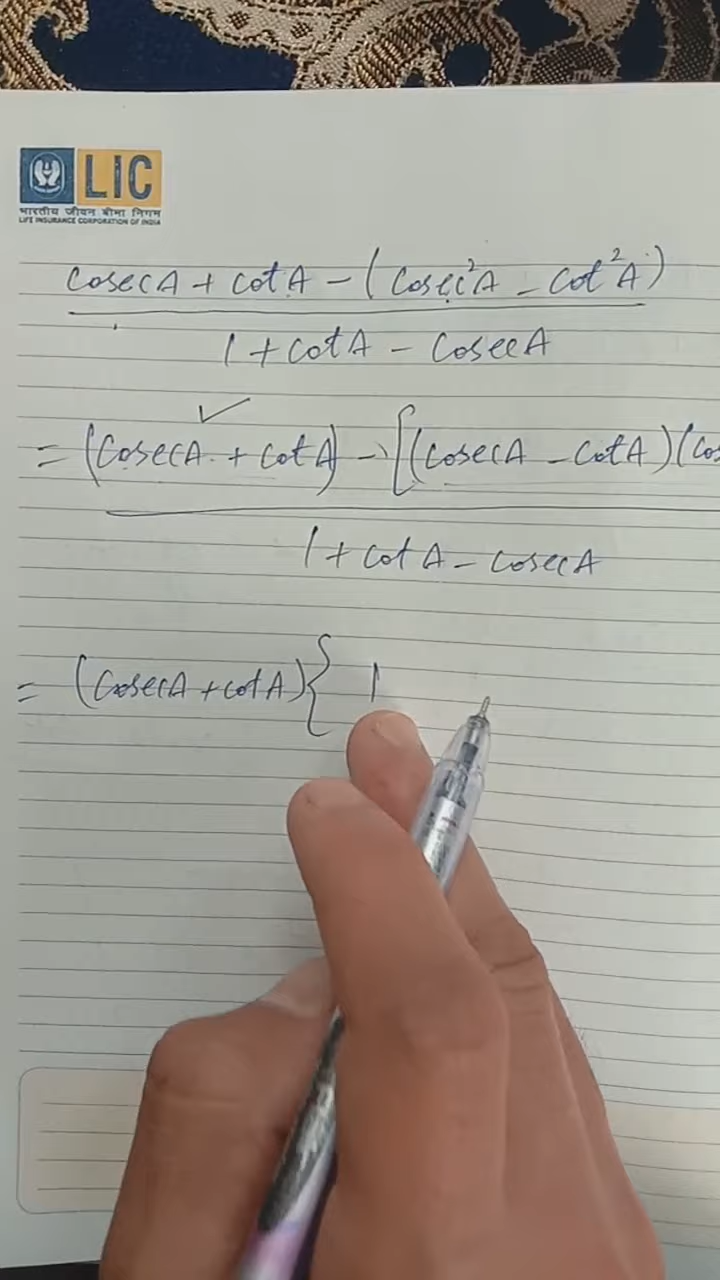 LIC
भारतीय जीवन बीमा निगम
LIFE INSURANCE CORPORATION OF INDIA
cosecA + cotA - (cosec²A - cot²A)
1 + cotA - cosecA
= (cosecA + cotA) - [(cosecA - cotA)(cos
1 + cotA - cosecA
= (cosecA + cotA){ 1